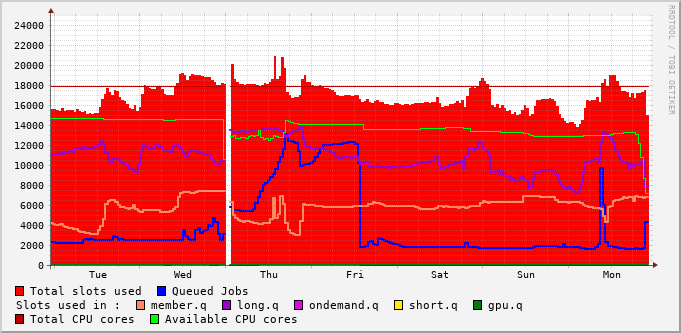 RRDTOOL / TOBI OETIKER
24000
22000
20000
18000
16000
14000
12000
10000
8000
6000
4000
2000
0
Tue Wed Thu Fri Sat Sun Mon
Total slots used Queued Jobs
Slots used in : member.q long.q ondemand.q short.q gpu.q
Total CPU cores Available CPU cores